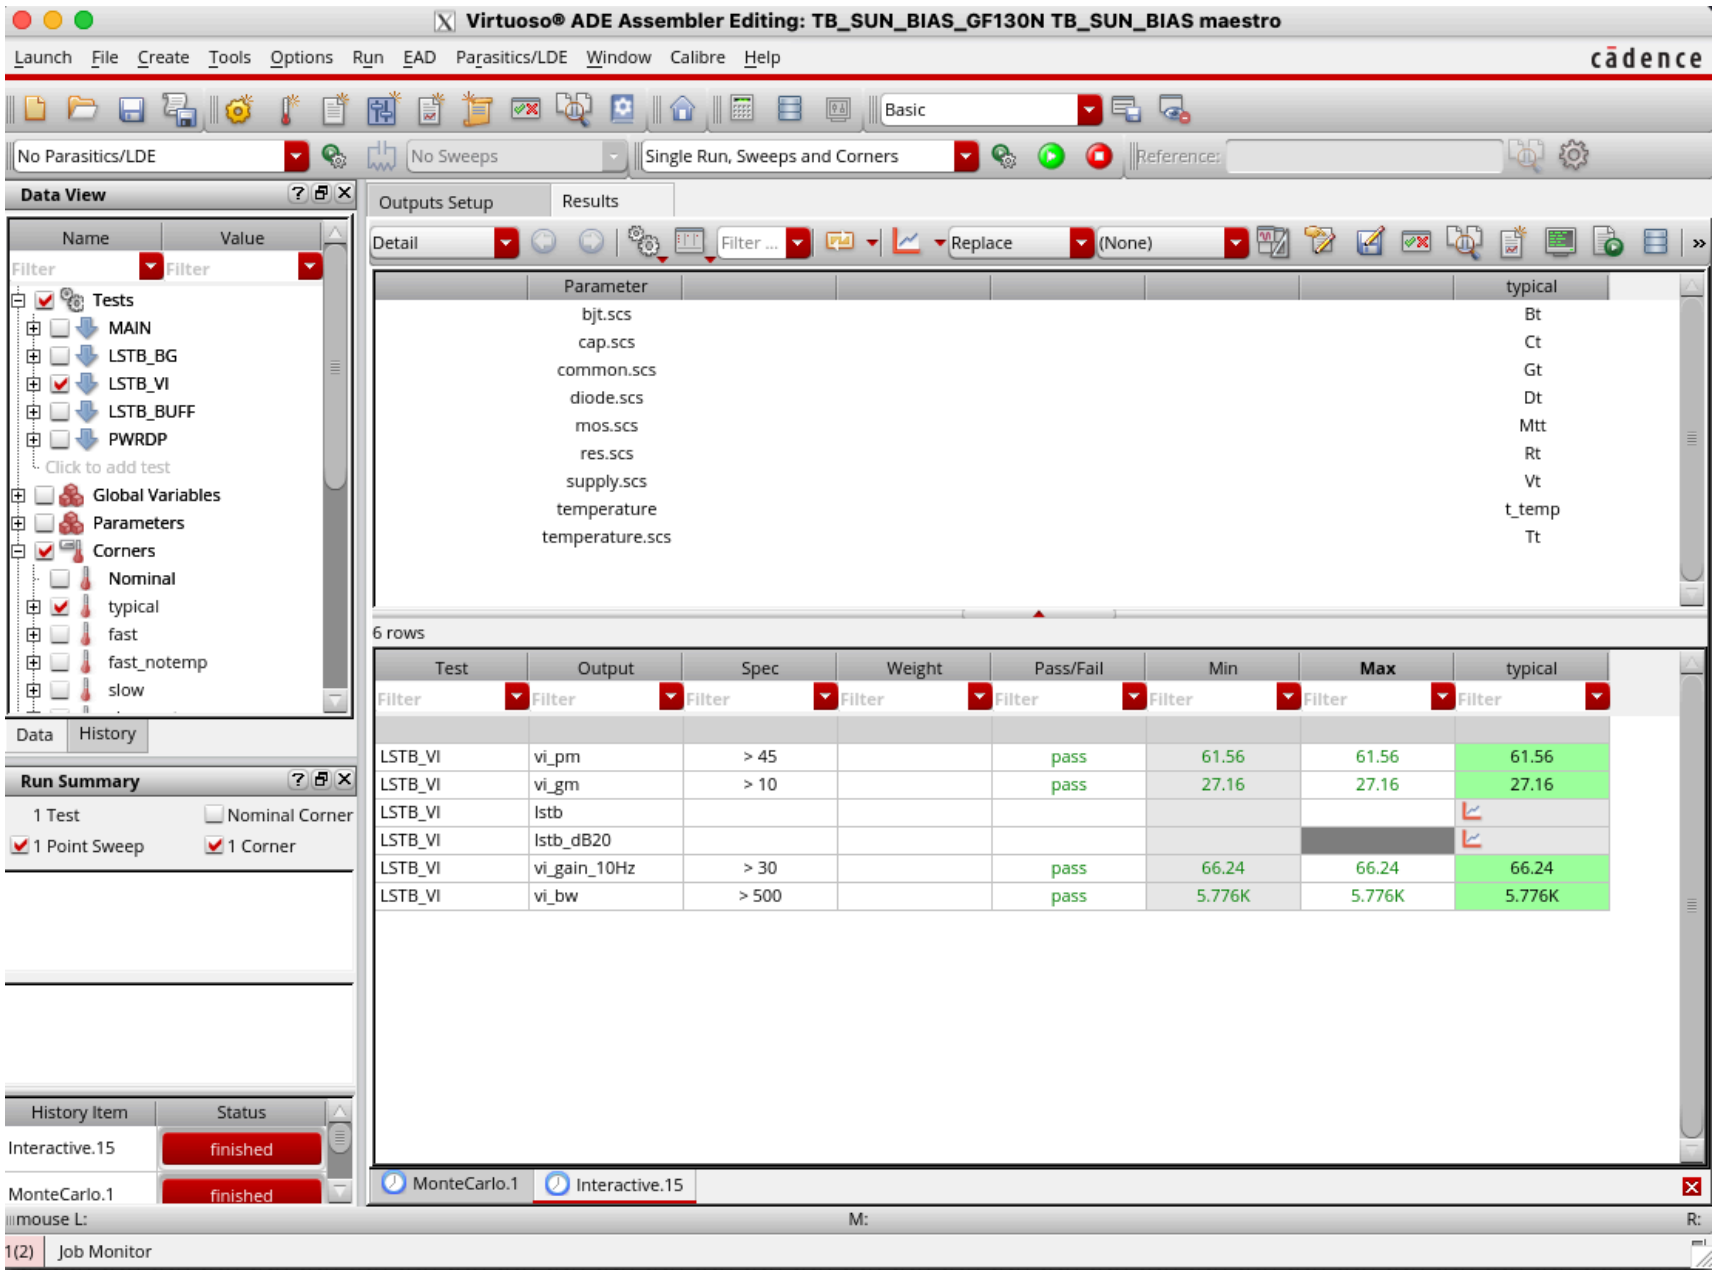 Virtuoso® ADE Assembler Editing: TB_SUN_BIAS_GF130N TB_SUN_BIAS maestro
Launch File Create Tools Options Run EAD Parasitics/LDE Window Calibre Help
cādence
Basic
No Parasitics/LDE
No Sweeps
Single Run, Sweeps and Corners
Reference:
Data View
Name Value
Filter Filter
Tests
MAIN
LSTB_BG
LSTB_VI
LSTB_BUFF
PWRDP
Click to add test
Global Variables
Parameters
Corners
Nominal
typical
fast
fast_notemp
slow
Data History
Run Summary
1 Test Nominal Corner
1 Point Sweep 1 Corner
History Item Status
Interactive.15 finished
MonteCarlo.1 finished
Outputs Setup Results
Detail Filter ... Replace (None) »
Parameter typical
bjt.scs Bt
cap.scs Ct
common.scs Gt
diode.scs Dt
mos.scs Mtt
res.scs Rt
supply.scs Vt
temperature t_temp
temperature.scs Tt
6 rows
Test Output Spec Weight Pass/Fail Min Max typical
Filter Filter Filter Filter Filter Filter Filter Filter
LSTB_VI vi_pm > 45 pass 61.56 61.56 61.56
LSTB_VI vi_gm > 10 pass 27.16 27.16 27.16
LSTB_VI lstb
LSTB_VI lstb_dB20
LSTB_VI vi_gain_10Hz > 30 pass 66.24 66.24 66.24
LSTB_VI vi_bw > 500 pass 5.776K 5.776K 5.776K
MonteCarlo.1 Interactive.15
mouse L: M: R:
1(2) Job Monitor